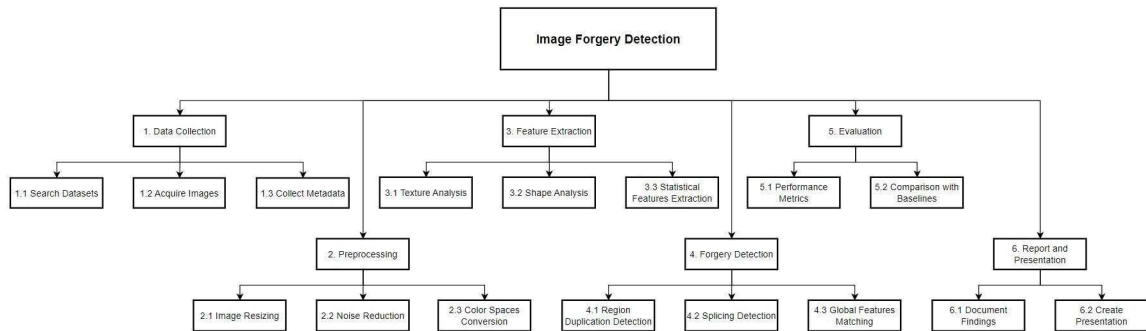 Image Forgery Detection
1. Data Collection
3. Feature Extraction
5. Evaluation
1.1 Search Datasets
1.2 Acquire Images
1.3 Collect Metadata
3.1 Texture Analysis
3.2 Shape Analysis
3.3 Statistical
Features Extraction
5.1 Performance
Metrics
5.2 Comparison with
Baselines
2. Preprocessing
4. Forgery Detection
6. Report and
Presentation
2.1 Image Resizing
2.2 Noise Reduction
2.3 Color Spaces
Conversion
4.1 Region
Duplication Detection
4.2 Splicing Detection
4.3 Global Features
Matching
6.1 Document
Findings
6.2 Create
Presentation